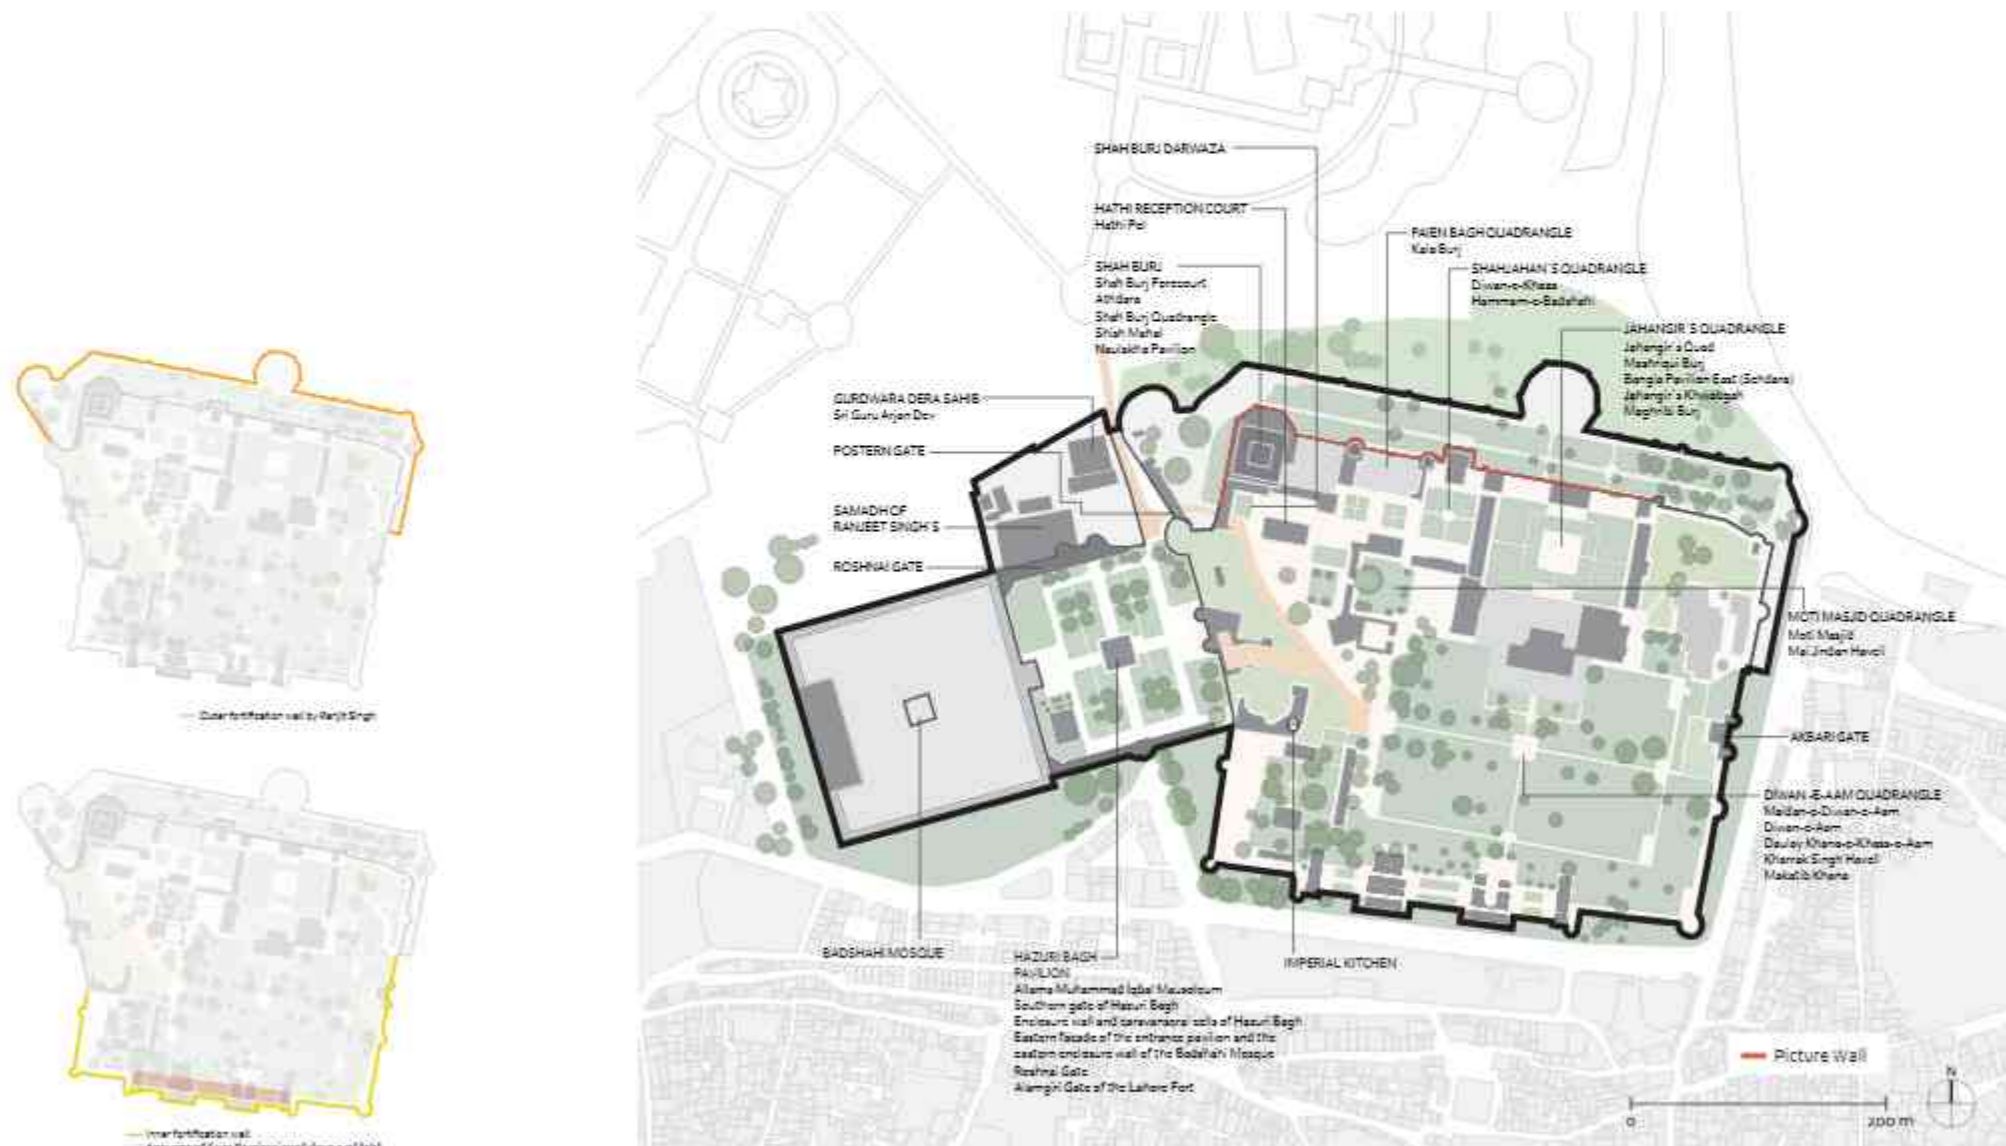 SHAH BURJ DARWAZA
HATHI RECEPTION COURT
Hathi Pol
SHAH BURJ
Shah Burj Forecourt
Athdara
Shah Burj Quadrangle
Shish Mahal
Naulakha Pavilion
PAIEN BAGH QUADRANGLE
Kala Burj
SHAHJAHAN'S QUADRANGLE
Diwan-e-Khass
Hammam-e-Badshahi
JAHANGIR'S QUADRANGLE
Jahangir's Quad
Mashriqui Burj
Bangla Pavilion East (Sehdara)
Jahangir's Khwabgah
Maghribi Burj
GURDWARA DERA SAHIB
Sri Guru Arjan Dev
POSTERN GATE
SAMADH OF
RANJEET SINGH'S
ROSHNAI GATE
MOTI MASJID QUADRANGLE
Moti Masjid
Mai Jindan Haveli
AKBARI GATE
DIWAN-E-AAM QUADRANGLE
Maidan-e-Diwan-e-Aam
Diwan-e-Aam
Daulat Khana-e-Khass-o-Aam
Kharrak Singh Haveli
Makatib Khana
BADSHAHI MOSQUE
HAZURI BAGH
PAVILION
Allama Muhammad Iqbal Mausoleum
Southern gate of Hazuri Bagh
Enclosure wall and caravanserai cells of Hazuri Bagh
Eastern facade of the entrance pavilion and the
eastern enclosure wall of the Badshahi Mosque
Roshnai Gate
Alamgiri Gate of the Lahore Fort
IMPERIAL KITCHEN
Outer fortification wall by Ranjit Singh
Inner fortification wall
Picture Wall
N
0 200 m